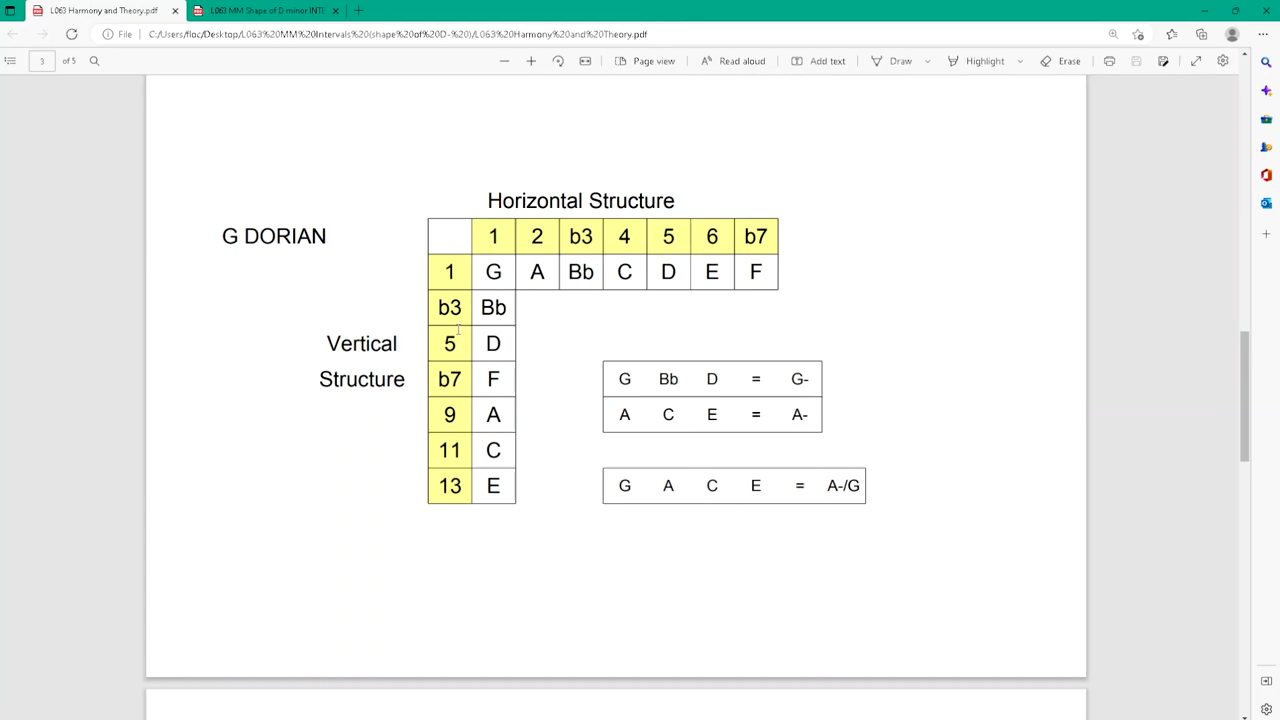 L063 Harmony and Theory.pdf
L063 MM Shape of D minor INTI
File
C:/Users/floc/Desktop/L063%20MM%20Intervals%20(shape%20of%20D-%20)/L063%20Harmony%20and%20Theory.pdf
3 of 5
Page view
Read aloud
Add text
Draw
Highlight
Erase
Horizontal Structure
G DORIAN
1 2 b3 4 5 6 b7
1 G A Bb C D E F
b3 Bb
Vertical 5 D
Structure b7 F G Bb D = G-
9 A A C E = A-
11 C
13 E G A C E = A-/G